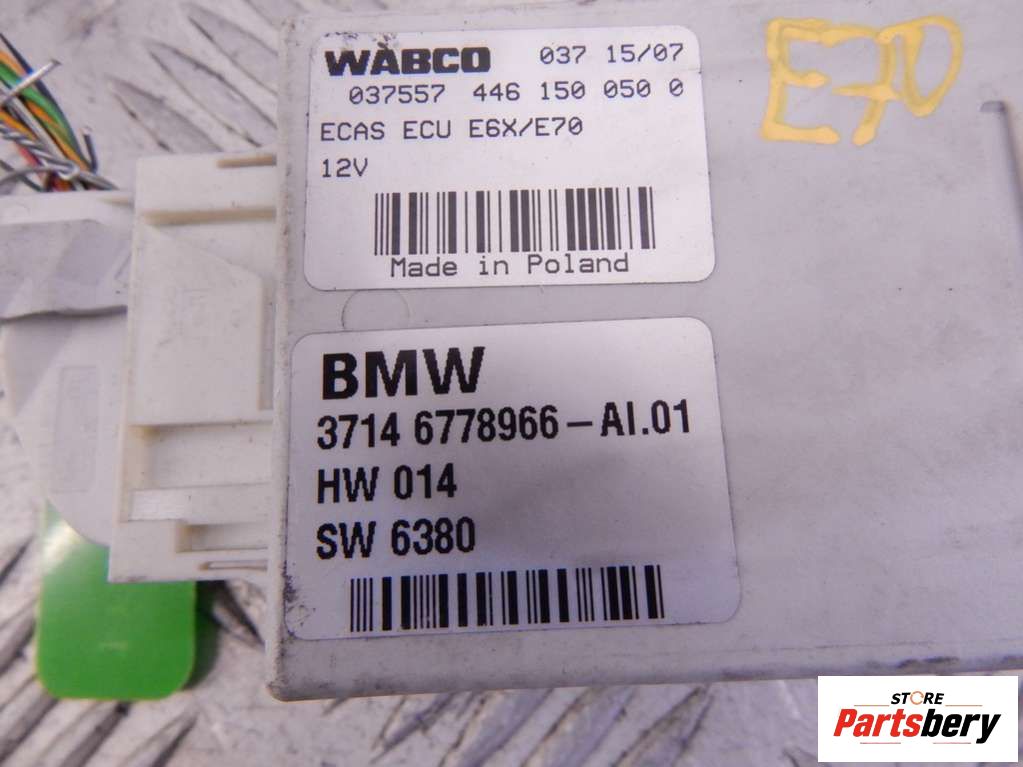 WABCO 037 15/07
037557 446 150 050 0
ECAS ECU E6X/E70
12V
Made in Poland
E70
BMW
3714 6778966-AI.01
HW 014
SW 6380
STORE
Partsbery